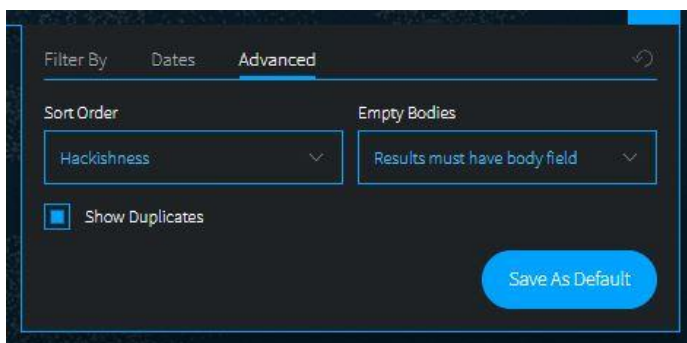 Filter By Dates Advanced
Sort Order Empty Bodies
Hackishness Results must have body field
Show Duplicates
Save As Default